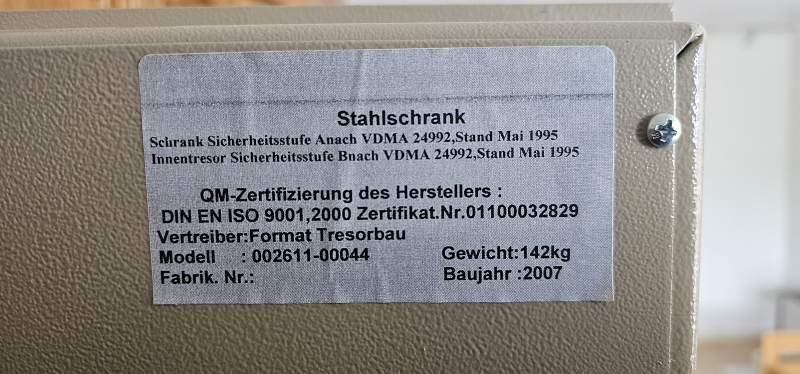 Stahlschrank
Schrank Sicherheitsstufe Anach VDMA 24992,Stand Mai 1995
Innentresor Sicherheitsstufe Bnach VDMA 24992,Stand Mai 1995
QM-Zertifizierung des Herstellers :
DIN EN ISO 9001,2000 Zertifikat.Nr.01100032829
Vertreiber:Format Tresorbau
Modell : 002611-00044 Gewicht:142kg
Fabrik. Nr.: Baujahr :2007